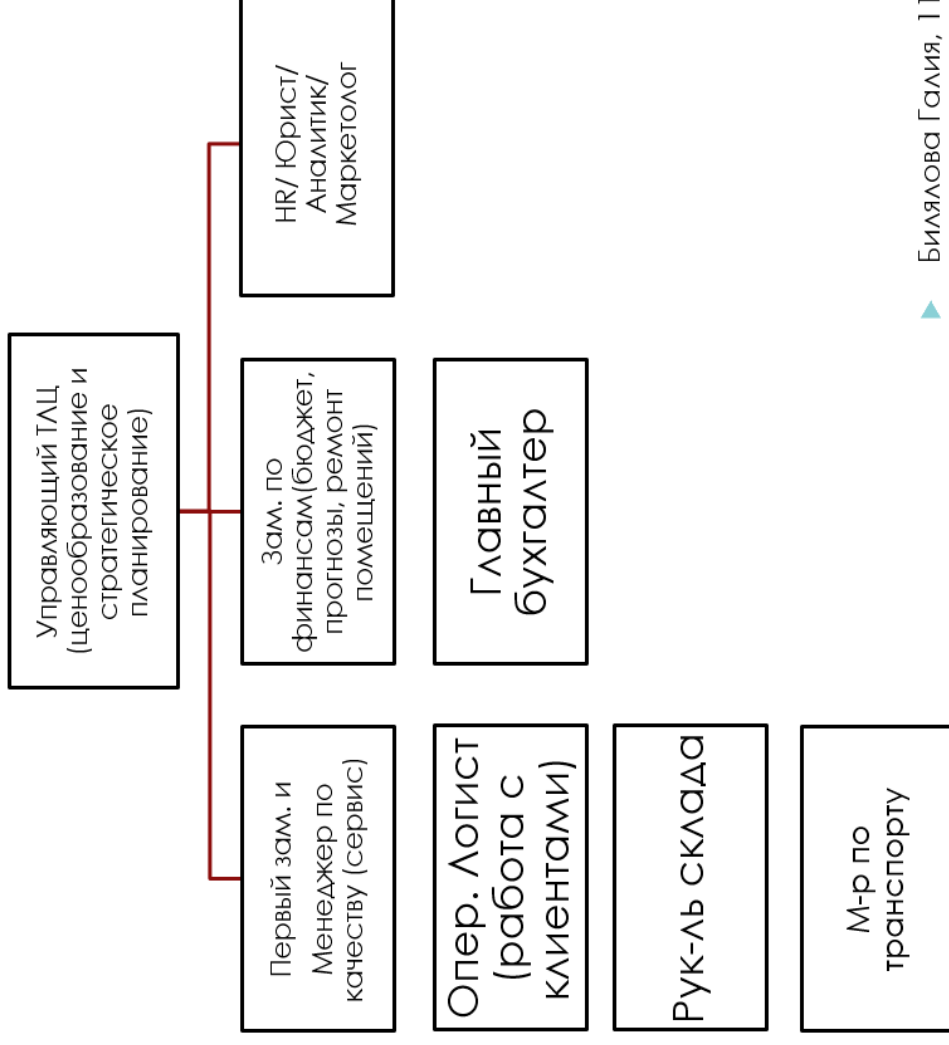 Управляющий ТЛЦ
(ценообразование и
стратегическое
планирование)
Первый зам. и
Менеджер по
качеству (сервис)
Зам. по
финансам(бюджет,
прогнозы, ремонт
помещений)
HR/ Юрист/
Аналитик/
Маркетолог
Опер. Логист
(работа с
клиентами)
Главный
бухгалтер
Рук-ль склада
М-р по
транспорту
Билялова Галия,